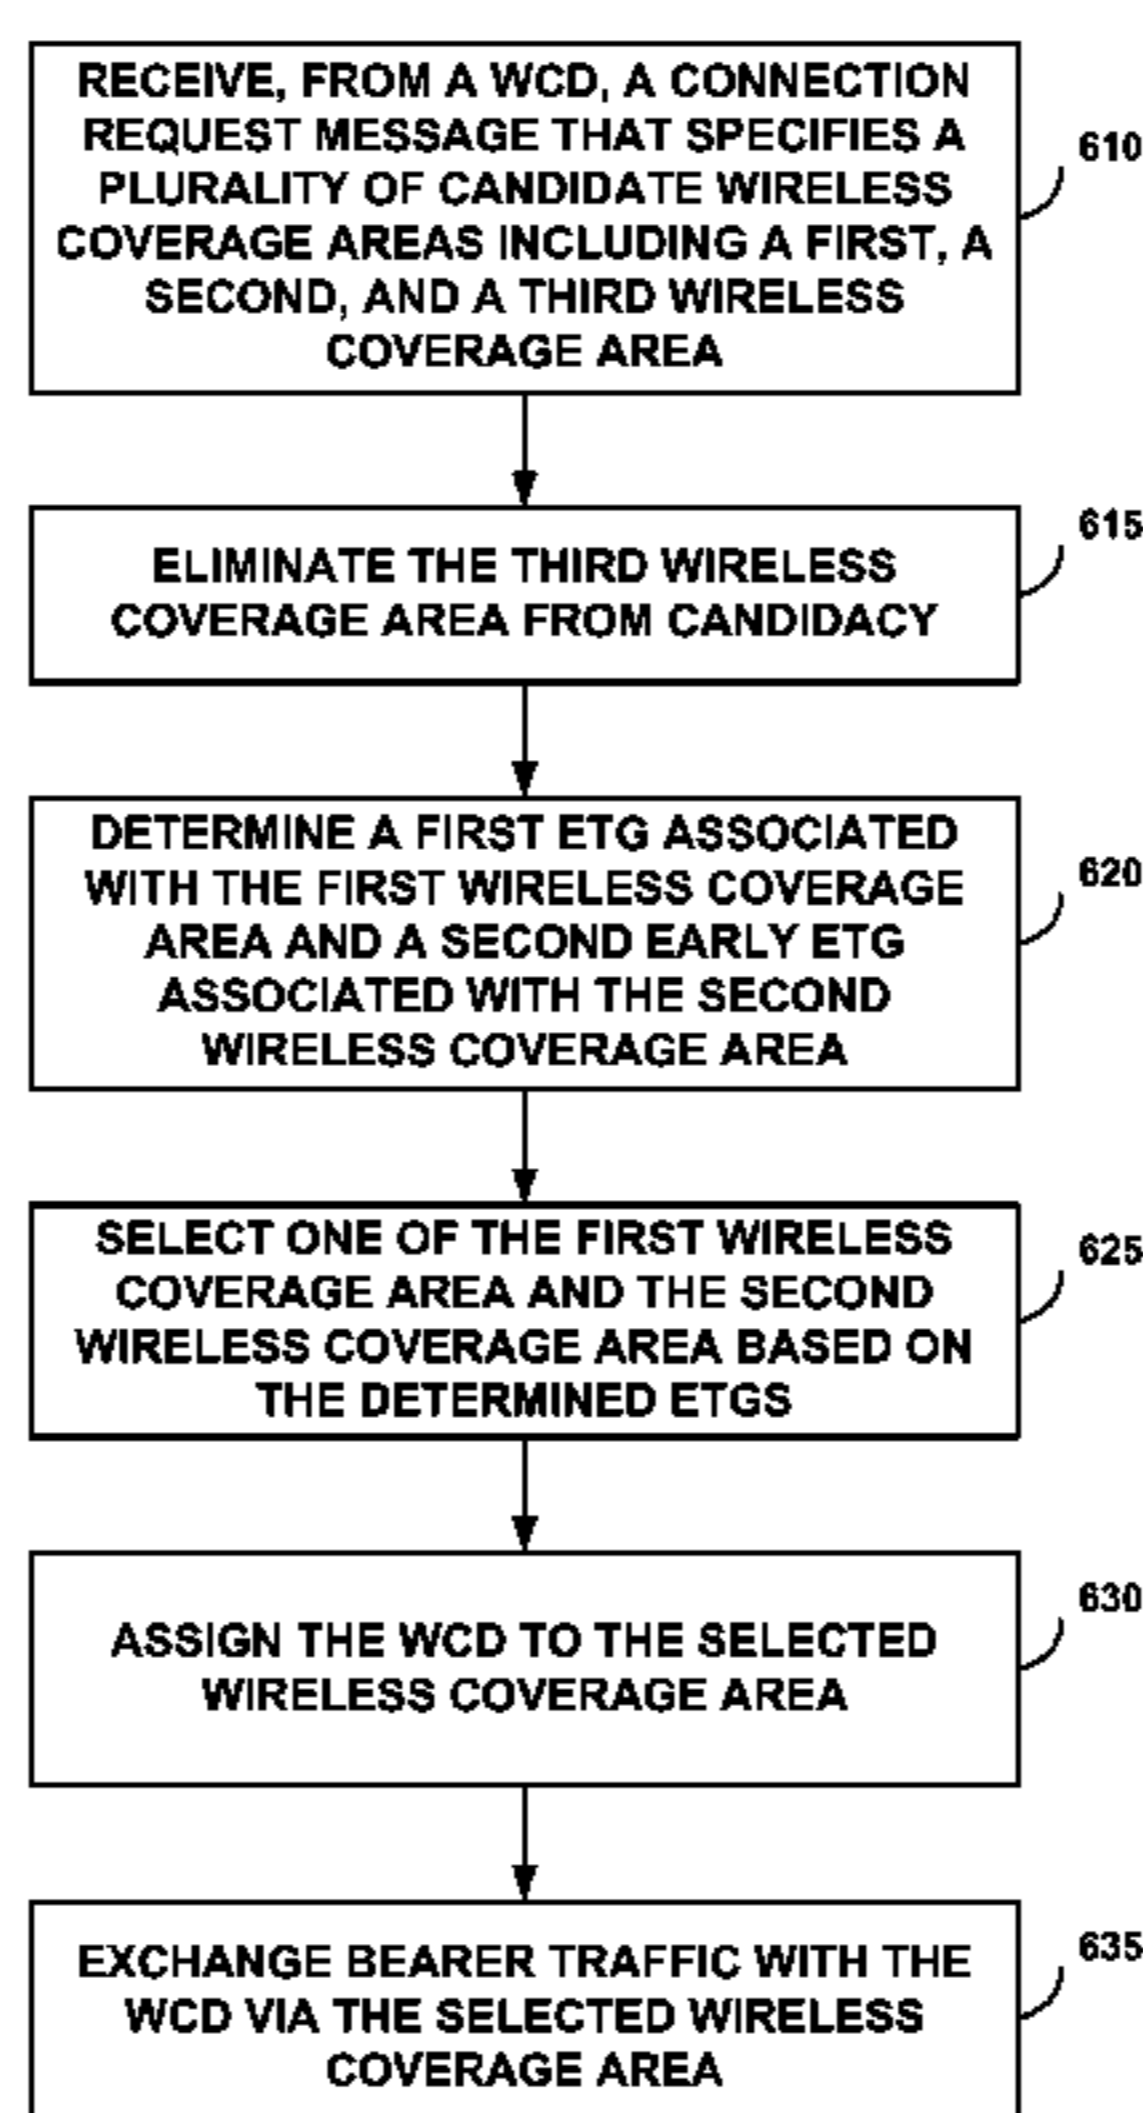 RECEIVE, FROM A WCD, A CONNECTION
REQUEST MESSAGE THAT SPECIFIES A
PLURALITY OF CANDIDATE WIRELESS
COVERAGE AREAS INCLUDING A FIRST, A
SECOND, AND A THIRD WIRELESS
COVERAGE AREA
610
ELIMINATE THE THIRD WIRELESS
COVERAGE AREA FROM CANDIDACY
615
DETERMINE A FIRST ETG ASSOCIATED
WITH THE FIRST WIRELESS COVERAGE
AREA AND A SECOND EARLY ETG
ASSOCIATED WITH THE SECOND
WIRELESS COVERAGE AREA
620
SELECT ONE OF THE FIRST WIRELESS
COVERAGE AREA AND THE SECOND
WIRELESS COVERAGE AREA BASED ON
THE DETERMINED ETGS
625
ASSIGN THE WCD TO THE SELECTED
WIRELESS COVERAGE AREA
630
EXCHANGE BEARER TRAFFIC WITH THE
WCD VIA THE SELECTED WIRELESS
COVERAGE AREA
635